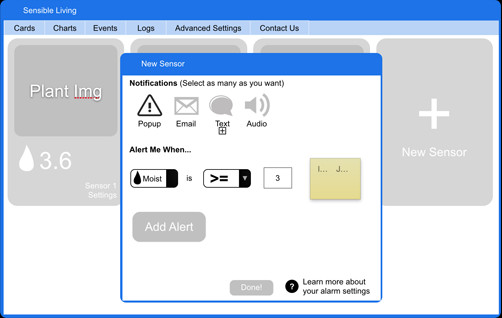 Sensible Living
Cards Charts Events Logs Advanced Settings Contact Us
New Sensor
Notifications (Select as many as you want)
Popup Email Text Audio
Alert Me When...
Moist is >= 3
I... J...
Add Alert
Done!
? Learn more about
your alarm settings
Plant Img
3.6
Sensor 1
Settings
+
New Sensor